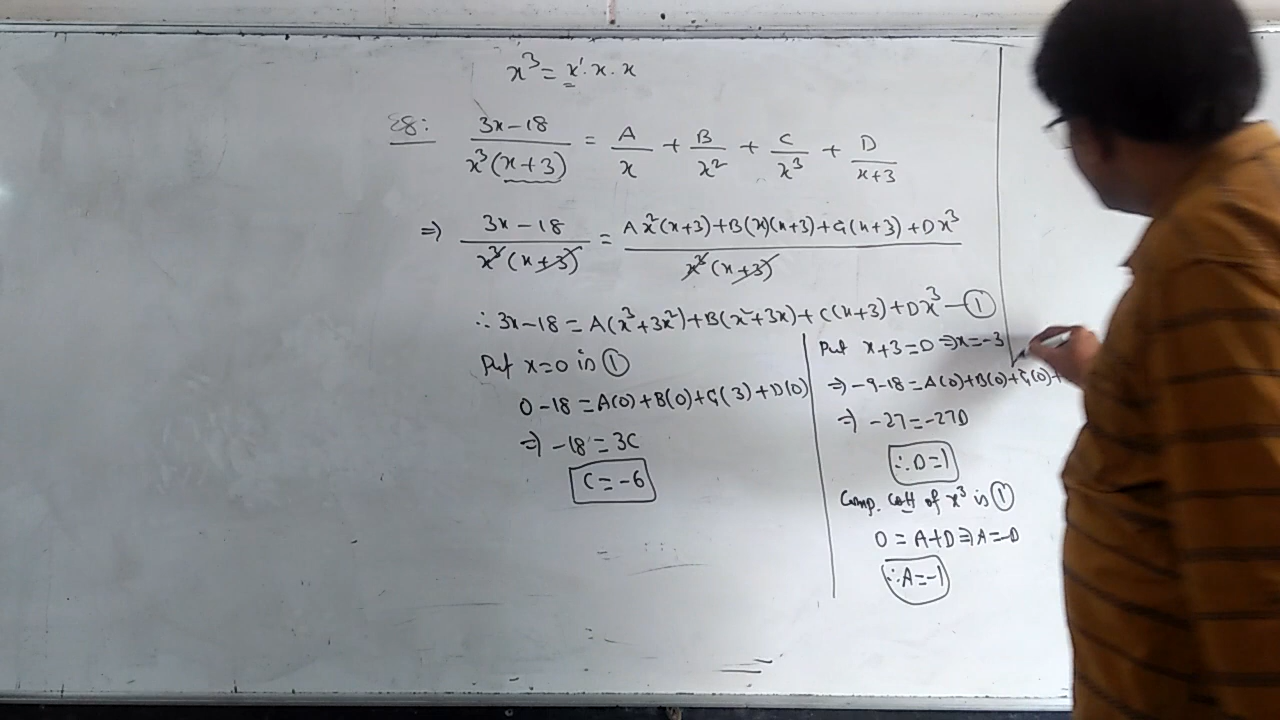 x³ = x¹·x·x
Eg: (3x-18)/(x³(x+3)) = A/x + B/x² + C/x³ + D/(x+3)
⇒ (3x-18)/(x³(x+3)) = (Ax²(x+3)+B(x)(x+3)+C(x+3)+Dx³)/(x³(x+3))
∴ 3x-18 = A(x³+3x²)+B(x²+3x)+C(x+3)+Dx³ —①
Put x=0 in ①
0-18 = A(0)+B(0)+C(3)+D(0)
⇒ -18 = 3C
C = -6
Put x+3=0 ⇒ x=-3
⇒ -9-18 = A(0)+B(0)+C(0)+
⇒ -27 = -27D
∴ D=1
Comp. coeff of x³ in ①
0 = A+D ⇒ A=-D
∴ A=-1